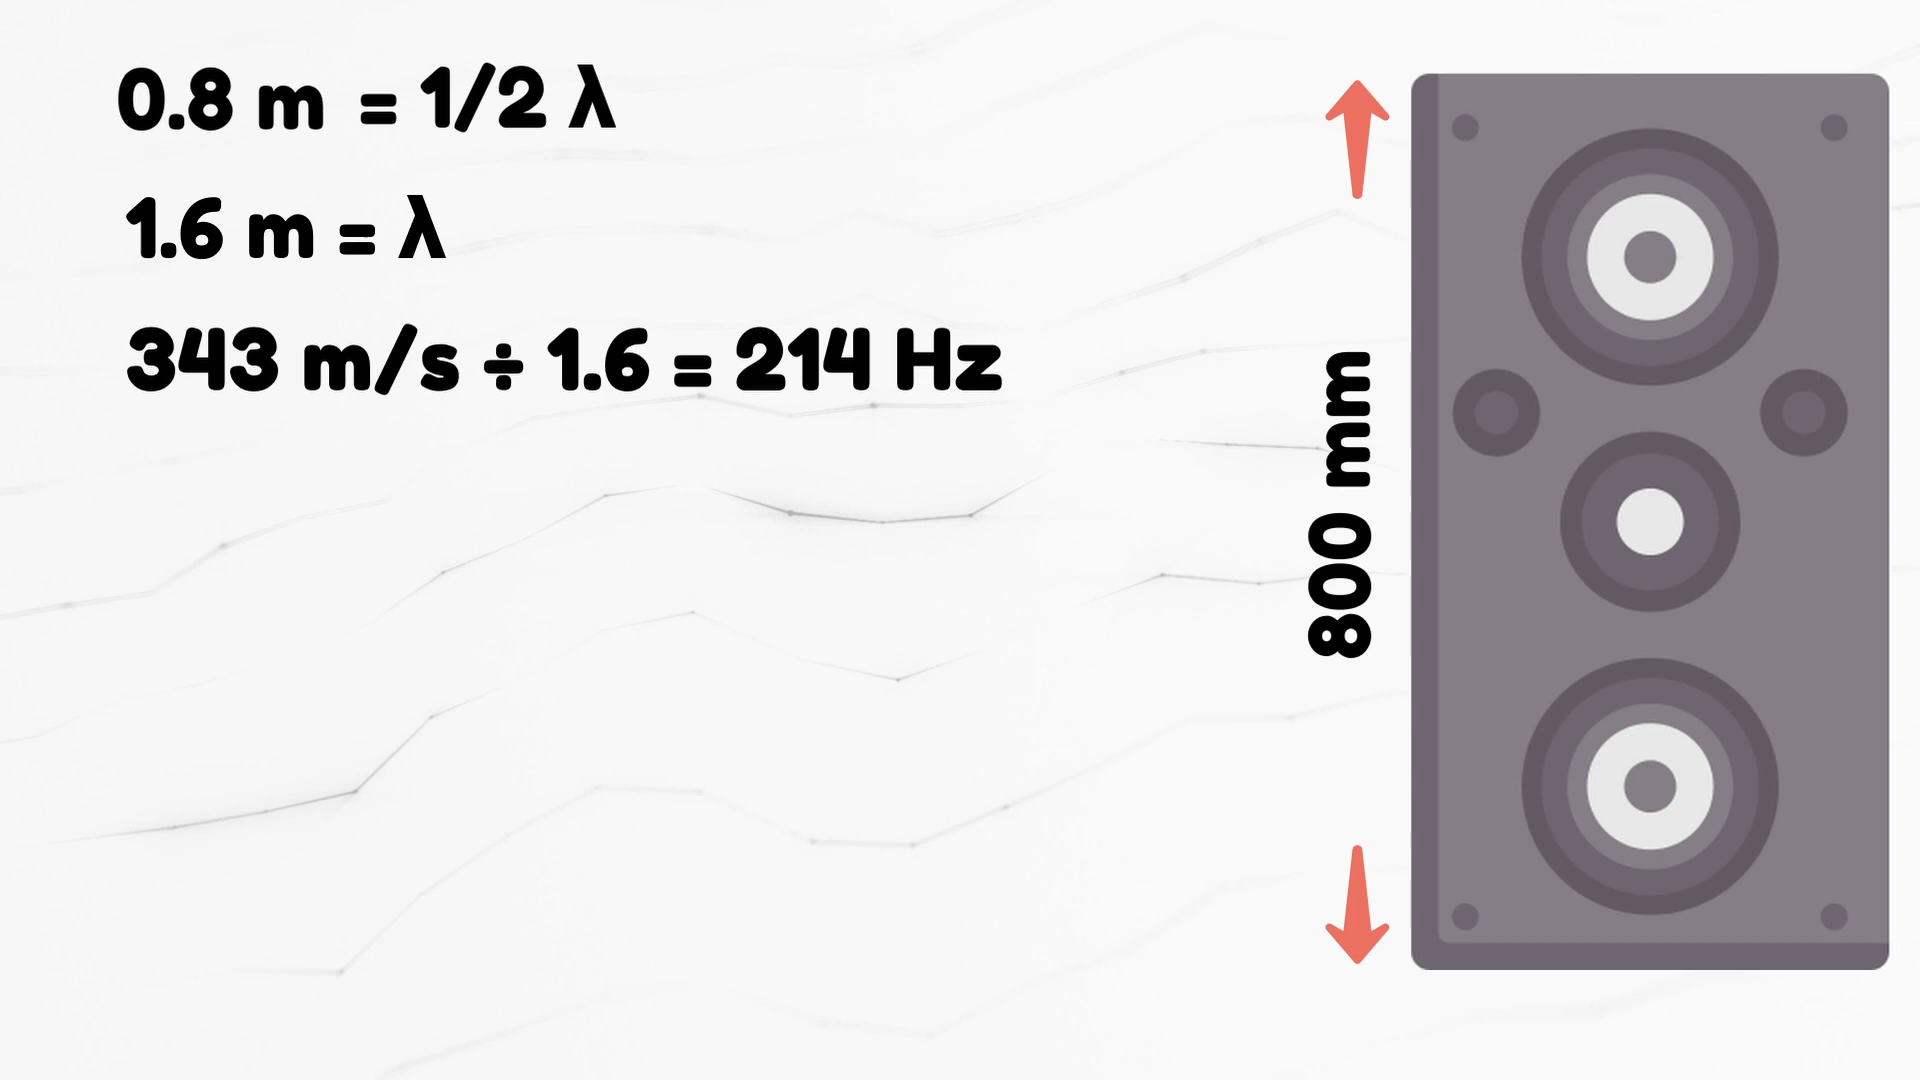 0.8 m = 1/2 λ
1.6 m = λ
343 m/s ÷ 1.6 = 214 Hz
800 mm